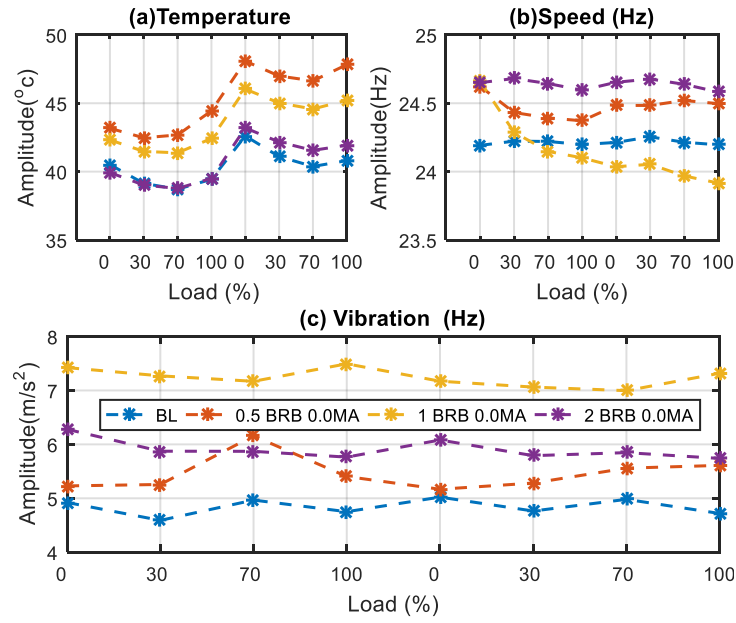 (a)Temperature
50
45
40
35
Amplitude(°c)
0 30 70 100 0 30 70 100
Load (%)
(b)Speed (Hz)
25
24.5
24
23.5
Amplitude(Hz)
0 30 70 100 0 30 70 100
Load (%)
(c) Vibration (Hz)
8
7
6
5
4
Amplitude(m/s²)
BL 0.5 BRB 0.0MA 1 BRB 0.0MA 2 BRB 0.0MA
0 30 70 100 0 30 70 100
Load (%)